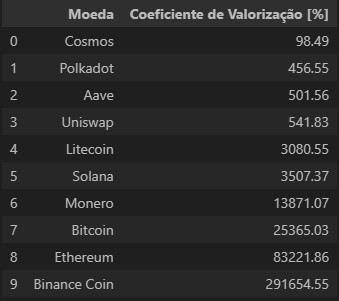 Moeda Coeficiente de Valorização [%]
0 Cosmos 98.49
1 Polkadot 456.55
2 Aave 501.56
3 Uniswap 541.83
4 Litecoin 3080.55
5 Solana 3507.37
6 Monero 13871.07
7 Bitcoin 25365.03
8 Ethereum 83221.86
9 Binance Coin 291654.55